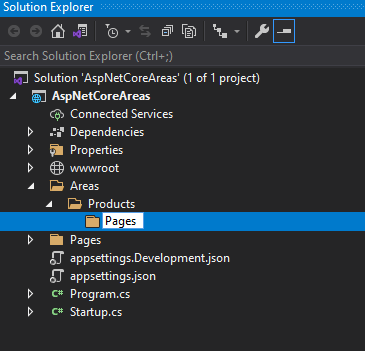 Solution Explorer
Search Solution Explorer (Ctrl+;)
Solution 'AspNetCoreAreas' (1 of 1 project)
AspNetCoreAreas
Connected Services
Dependencies
Properties
wwwroot
Areas
Products
Pages
Pages
appsettings.Development.json
appsettings.json
C# Program.cs
C# Startup.cs